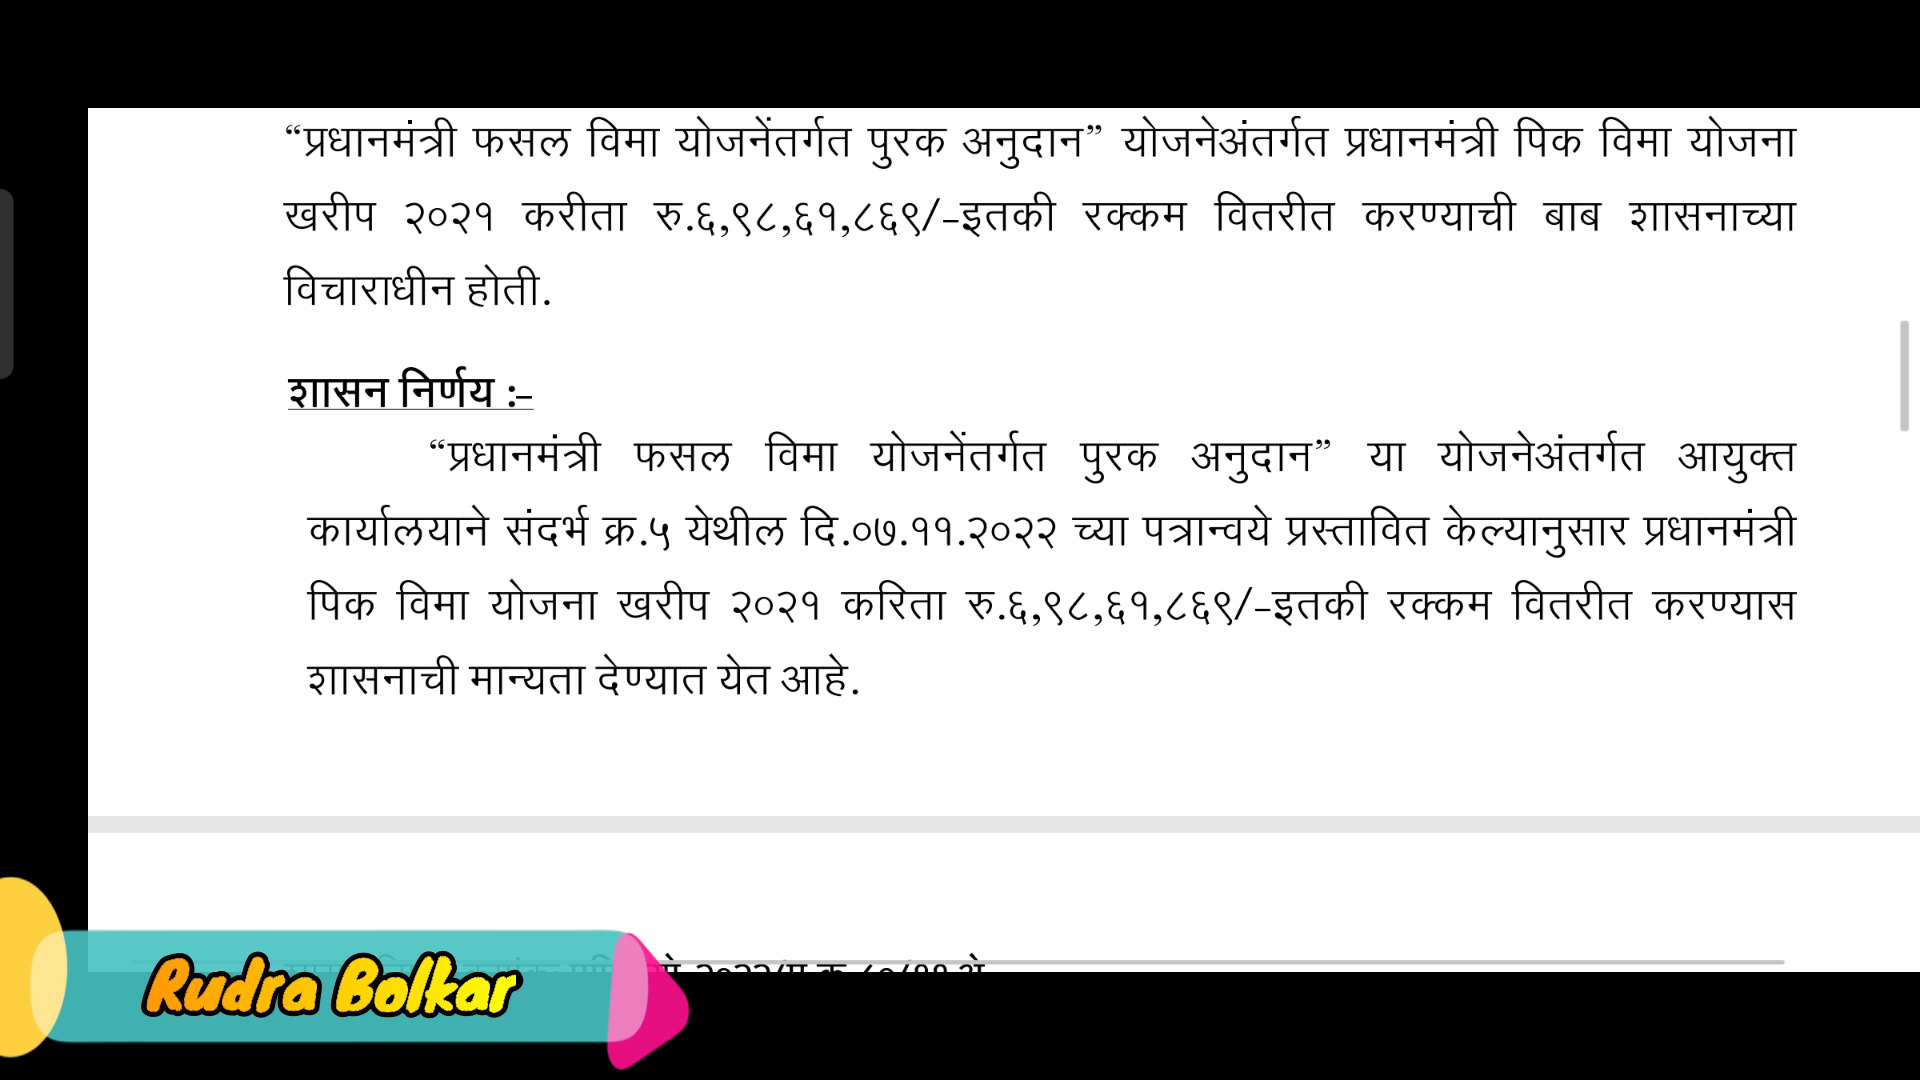 “प्रधानमंत्री फसल विमा योजनेंतर्गत पुरक अनुदान” योजनेअंतर्गत प्रधानमंत्री पिक विमा योजना
खरीप २०२१ करीता रु.६,९८,६१,८६९/-इतकी रक्कम वितरीत करण्याची बाब शासनाच्या
विचाराधीन होती.
शासन निर्णय :-
“प्रधानमंत्री फसल विमा योजनेंतर्गत पुरक अनुदान” या योजनेअंतर्गत आयुक्त
कार्यालयाने संदर्भ क्र.५ येथील दि.०७.११.२०२२ च्या पत्रान्वये प्रस्तावित केल्यानुसार प्रधानमंत्री
पिक विमा योजना खरीप २०२१ करिता रु.६,९८,६१,८६९/-इतकी रक्कम वितरीत करण्यास
शासनाची मान्यता देण्यात येत आहे.
Rudra Bolkar